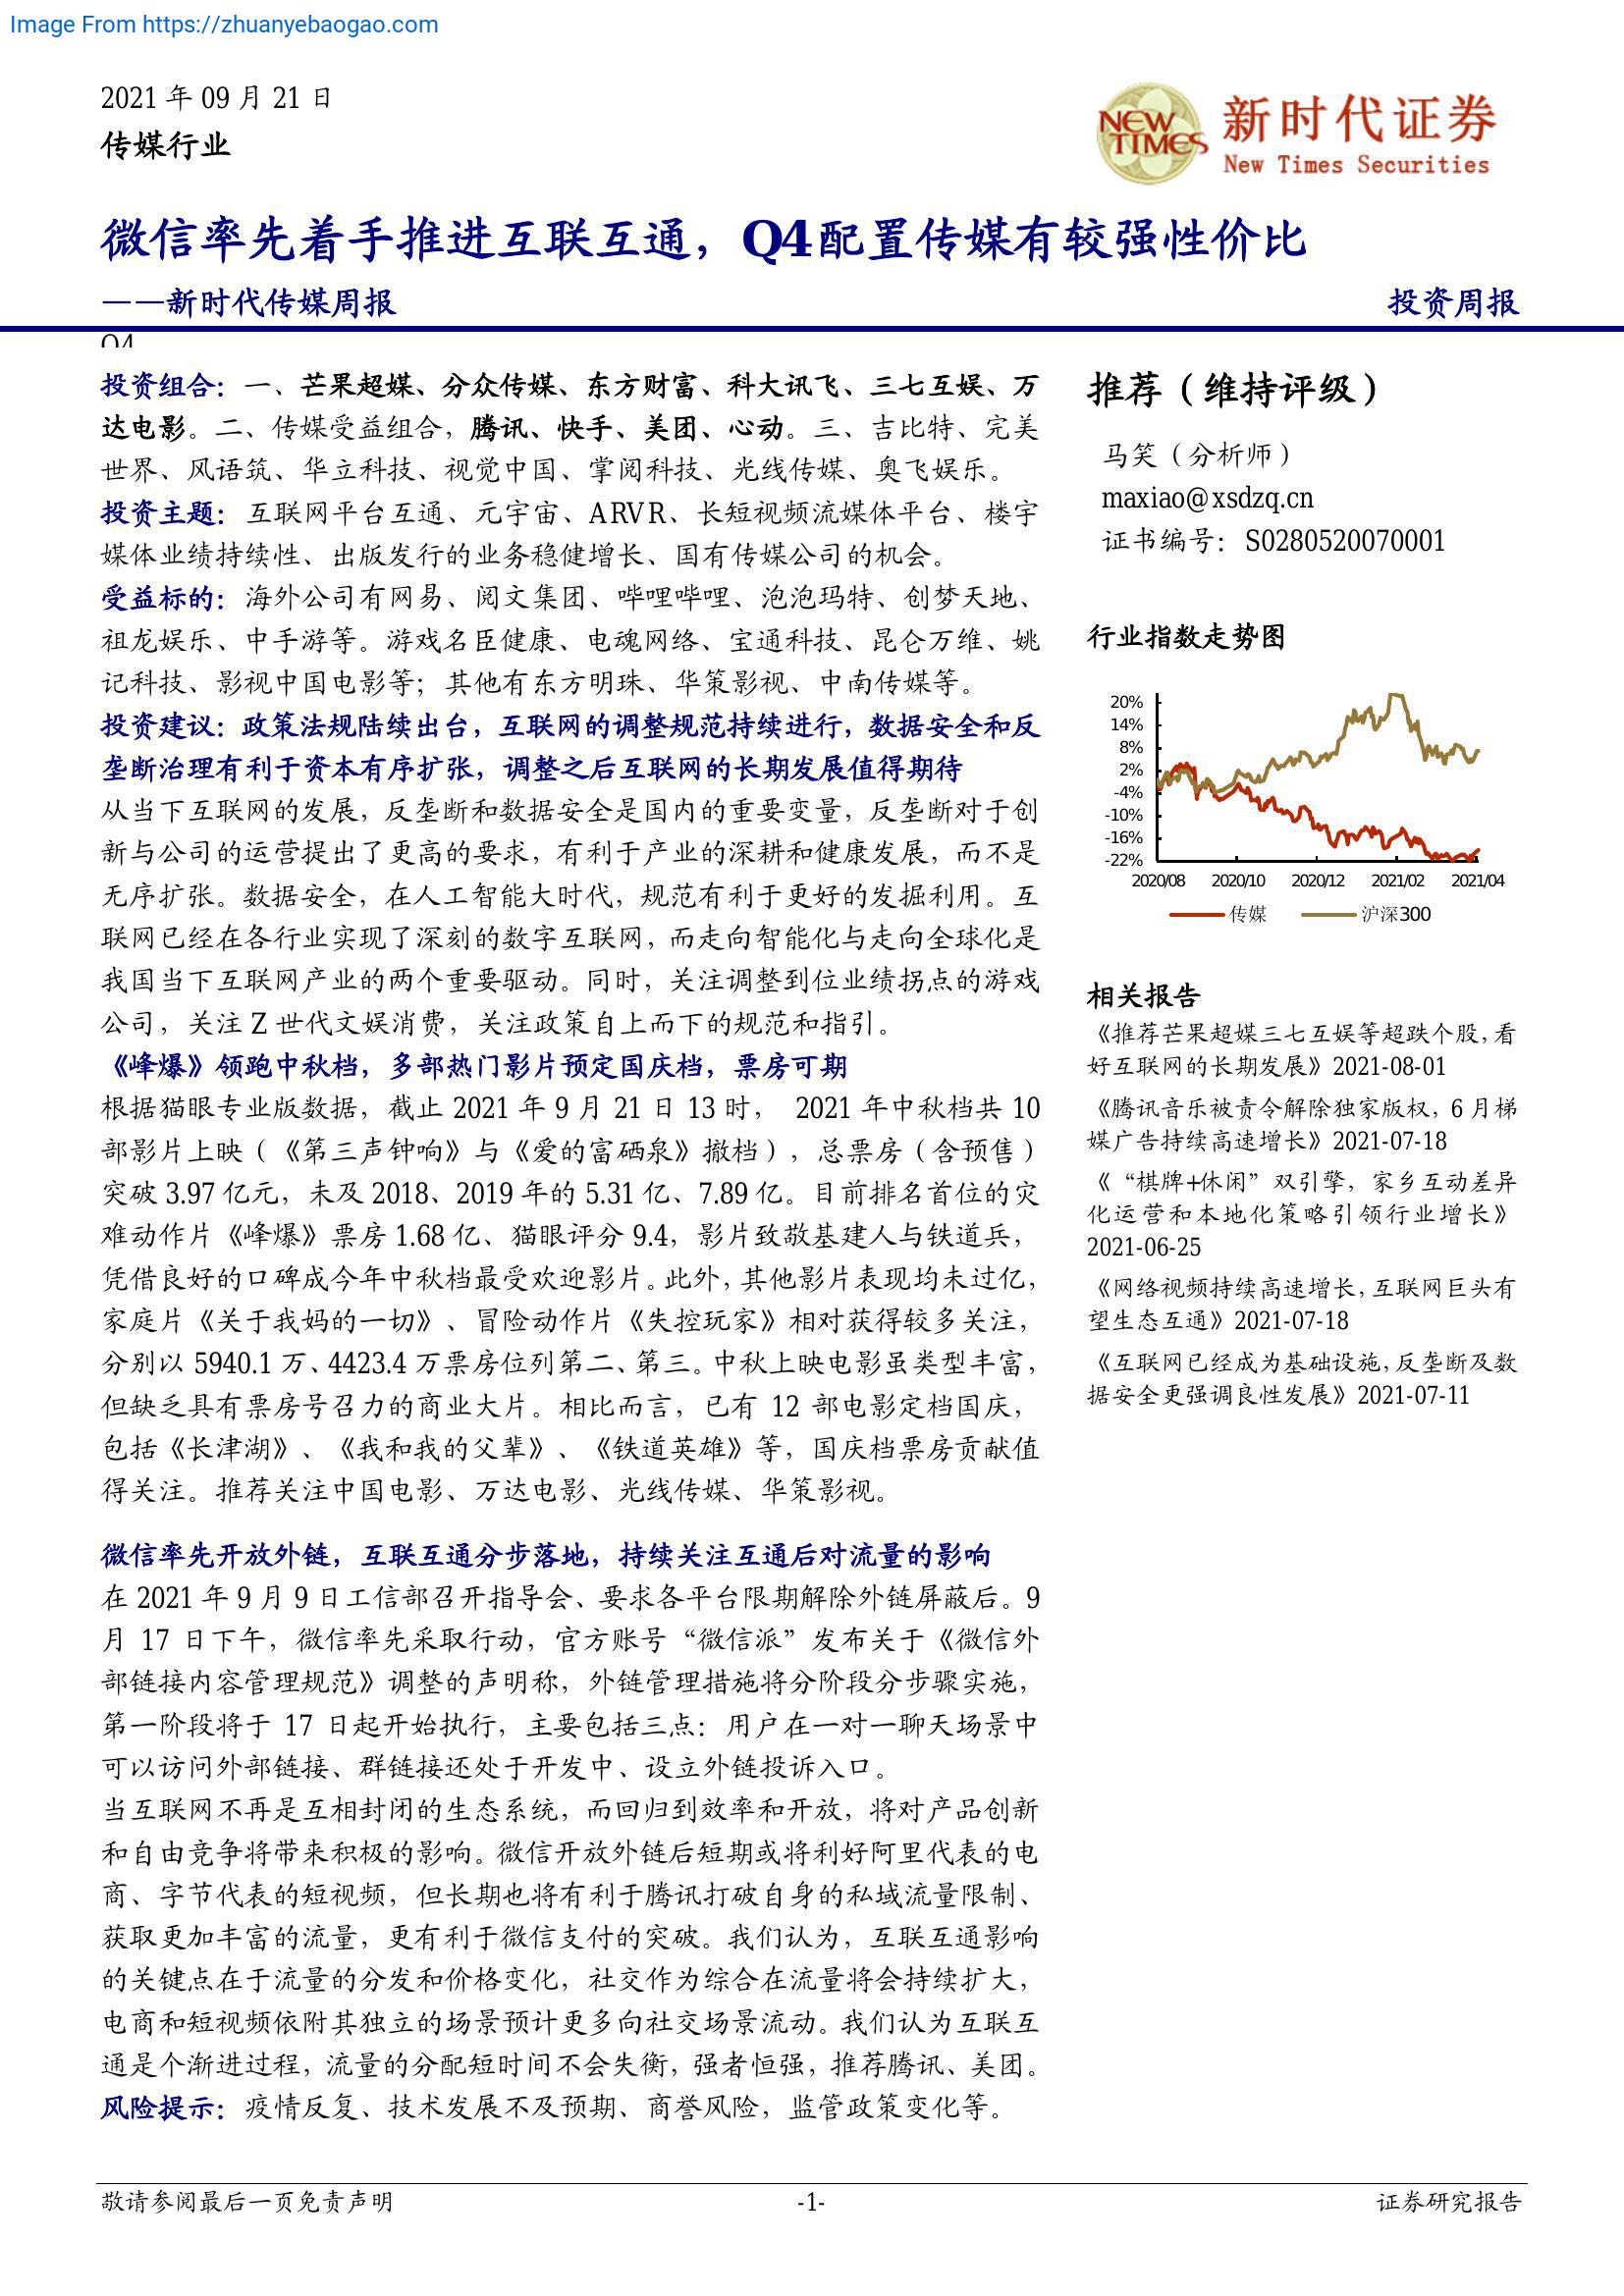 Image From https://zhuanyebaogao.com
2021 年 09 月 21 日
传媒行业
NEW TIMES
新时代证券
New Times Securities
微信率先着手推进互联互通，Q4配置传媒有较强性价比
——新时代传媒周报
投资周报
Q4
投资组合：一、芒果超媒、分众传媒、东方财富、科大讯飞、三七互娱、万
达电影。二、传媒受益组合，腾讯、快手、美团、心动。三、吉比特、完美
世界、风语筑、华立科技、视觉中国、掌阅科技、光线传媒、奥飞娱乐。
投资主题：互联网平台互通、元宇宙、ARVR、长短视频流媒体平台、楼宇
媒体业绩持续性、出版发行的业务稳健增长、国有传媒公司的机会。
受益标的：海外公司有网易、阅文集团、哔哩哔哩、泡泡玛特、创梦天地、
祖龙娱乐、中手游等。游戏名臣健康、电魂网络、宝通科技、昆仑万维、姚
记科技、影视中国电影等；其他有东方明珠、华策影视、中南传媒等。
投资建议：政策法规陆续出台，互联网的调整规范持续进行，数据安全和反
垄断治理有利于资本有序扩张，调整之后互联网的长期发展值得期待
从当下互联网的发展，反垄断和数据安全是国内的重要变量，反垄断对于创
新与公司的运营提出了更高的要求，有利于产业的深耕和健康发展，而不是
无序扩张。数据安全，在人工智能大时代，规范有利于更好的发掘利用。互
联网已经在各行业实现了深刻的数字互联网，而走向智能化与走向全球化是
我国当下互联网产业的两个重要驱动。同时，关注调整到位业绩拐点的游戏
公司，关注 Z 世代文娱消费，关注政策自上而下的规范和指引。
《峰爆》领跑中秋档，多部热门影片预定国庆档，票房可期
根据猫眼专业版数据，截止 2021 年 9 月 21 日 13 时， 2021 年中秋档共 10
部影片上映（《第三声钟响》与《爱的富硒泉》撤档），总票房（含预售）
突破 3.97 亿元，未及 2018、2019 年的 5.31 亿、7.89 亿。目前排名首位的灾
难动作片《峰爆》票房 1.68 亿、猫眼评分 9.4，影片致敬基建人与铁道兵，
凭借良好的口碑成今年中秋档最受欢迎影片。此外，其他影片表现均未过亿，
家庭片《关于我妈的一切》、冒险动作片《失控玩家》相对获得较多关注，
分别以 5940.1 万、4423.4 万票房位列第二、第三。中秋上映电影虽类型丰富，
但缺乏具有票房号召力的商业大片。相比而言，已有 12 部电影定档国庆，
包括《长津湖》、《我和我的父辈》、《铁道英雄》等，国庆档票房贡献值
得关注。推荐关注中国电影、万达电影、光线传媒、华策影视。
微信率先开放外链，互联互通分步落地，持续关注互通后对流量的影响
在 2021 年 9 月 9 日工信部召开指导会、要求各平台限期解除外链屏蔽后。9
月 17 日下午，微信率先采取行动，官方账号“微信派”发布关于《微信外
部链接内容管理规范》调整的声明称，外链管理措施将分阶段分步骤实施，
第一阶段将于 17 日起开始执行，主要包括三点：用户在一对一聊天场景中
可以访问外部链接、群链接还处于开发中、设立外链投诉入口。
当互联网不再是互相封闭的生态系统，而回归到效率和开放，将对产品创新
和自由竞争将带来积极的影响。微信开放外链后短期或将利好阿里代表的电
商、字节代表的短视频，但长期也将有利于腾讯打破自身的私域流量限制、
获取更加丰富的流量，更有利于微信支付的突破。我们认为，互联互通影响
的关键点在于流量的分发和价格变化，社交作为综合在流量将会持续扩大，
电商和短视频依附其独立的场景预计更多向社交场景流动。我们认为互联互
通是个渐进过程，流量的分配短时间不会失衡，强者恒强，推荐腾讯、美团。
风险提示：疫情反复、技术发展不及预期、商誉风险，监管政策变化等。
推荐（维持评级）
马笑（分析师）
maxiao@xsdzq.cn
证书编号：S0280520070001
行业指数走势图
20%
14%
8%
2%
-4%
-10%
-16%
-22%
2020/08 2020/10 2020/12 2021/02 2021/04
传媒 沪深300
相关报告
《推荐芒果超媒三七互娱等超跌个股，看
好互联网的长期发展》2021-08-01
《腾讯音乐被责令解除独家版权，6 月梯
媒广告持续高速增长》2021-07-18
《“棋牌+休闲”双引擎，家乡互动差异
化运营和本地化策略引领行业增长》
2021-06-25
《网络视频持续高速增长，互联网巨头有
望生态互通》2021-07-18
《互联网已经成为基础设施，反垄断及数
据安全更强调良性发展》2021-07-11
敬请参阅最后一页免责声明
-1-
证券研究报告